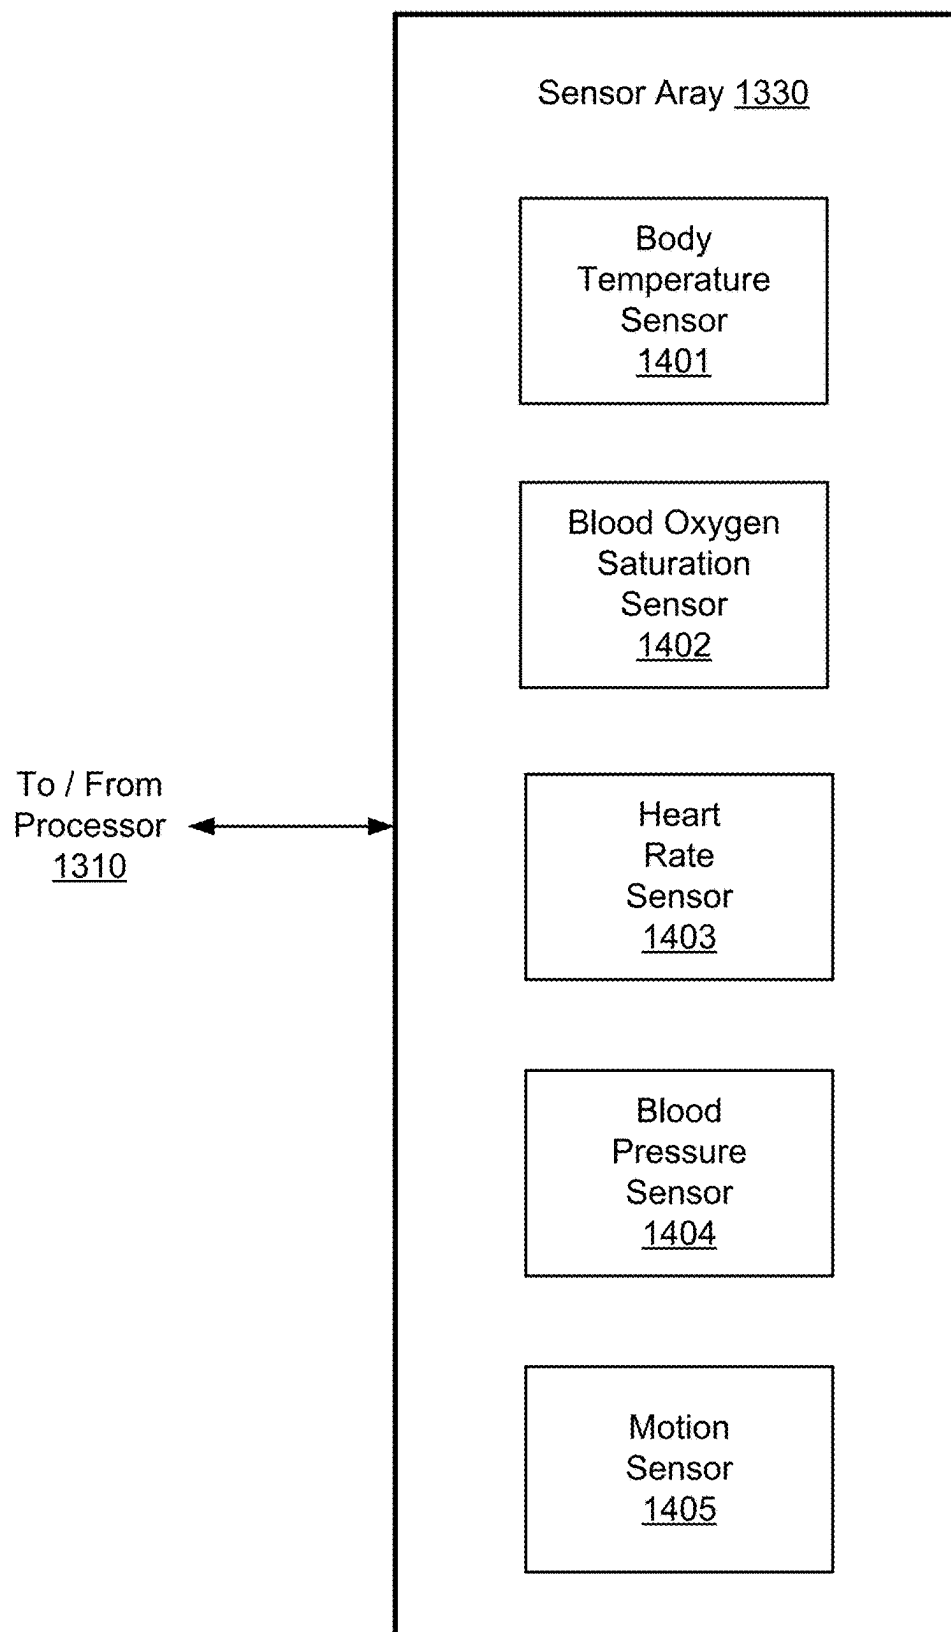 Sensor Aray 1330
Body
Temperature
Sensor
1401
Blood Oxygen
Saturation
Sensor
1402
To / From
Processor
1310
Heart
Rate
Sensor
1403
Blood
Pressure
Sensor
1404
Motion
Sensor
1405